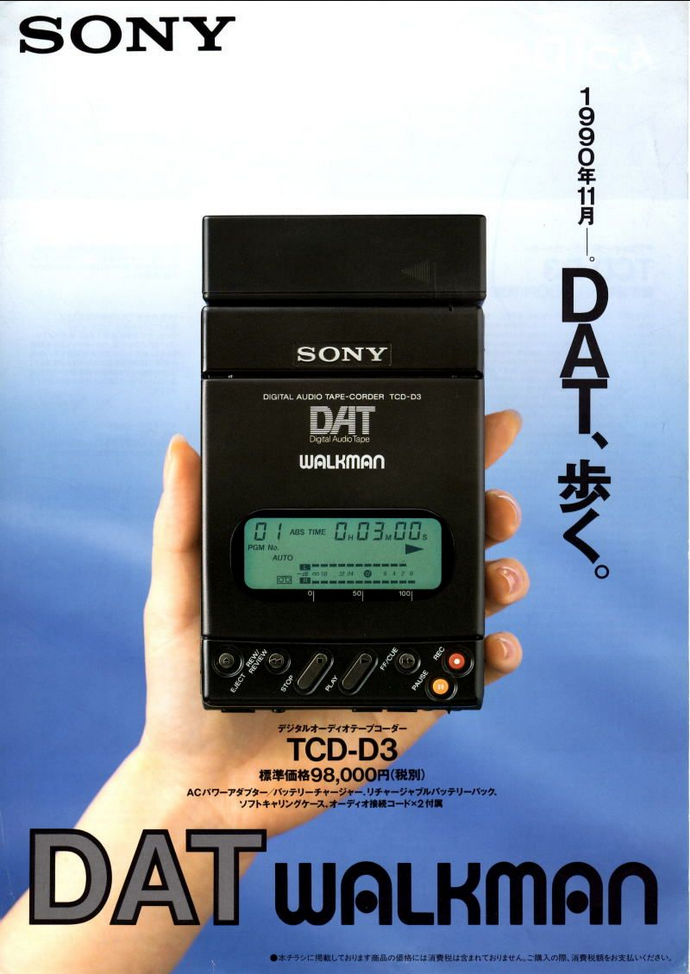 SONY
1990年11月—。
DAT、歩く。
SONY
DIGITAL AUDIO TAPE-CORDER TCD-D3
DAT
Digital Audio Tape
WALKMAN
01 ABS TIME 0H03M00S
PGM No.
AUTO
L
-dB
R
0 50 100
EJECT
REW/REVIEW
STOP
PLAY
FF/CUE
REC
PAUSE
デジタルオーディオテープコーダー
TCD-D3
標準価格98,000円(税別)
ACパワーアダプター/バッテリーチャージャー、リチャージャブルバッテリーパック、
ソフトキャリングケース、オーディオ接続コード×2付属
DAT WALKMAN
●本チラシに掲載しております商品の価格には消費税は含まれておりません。ご購入の際、消費税額をお支払いください。